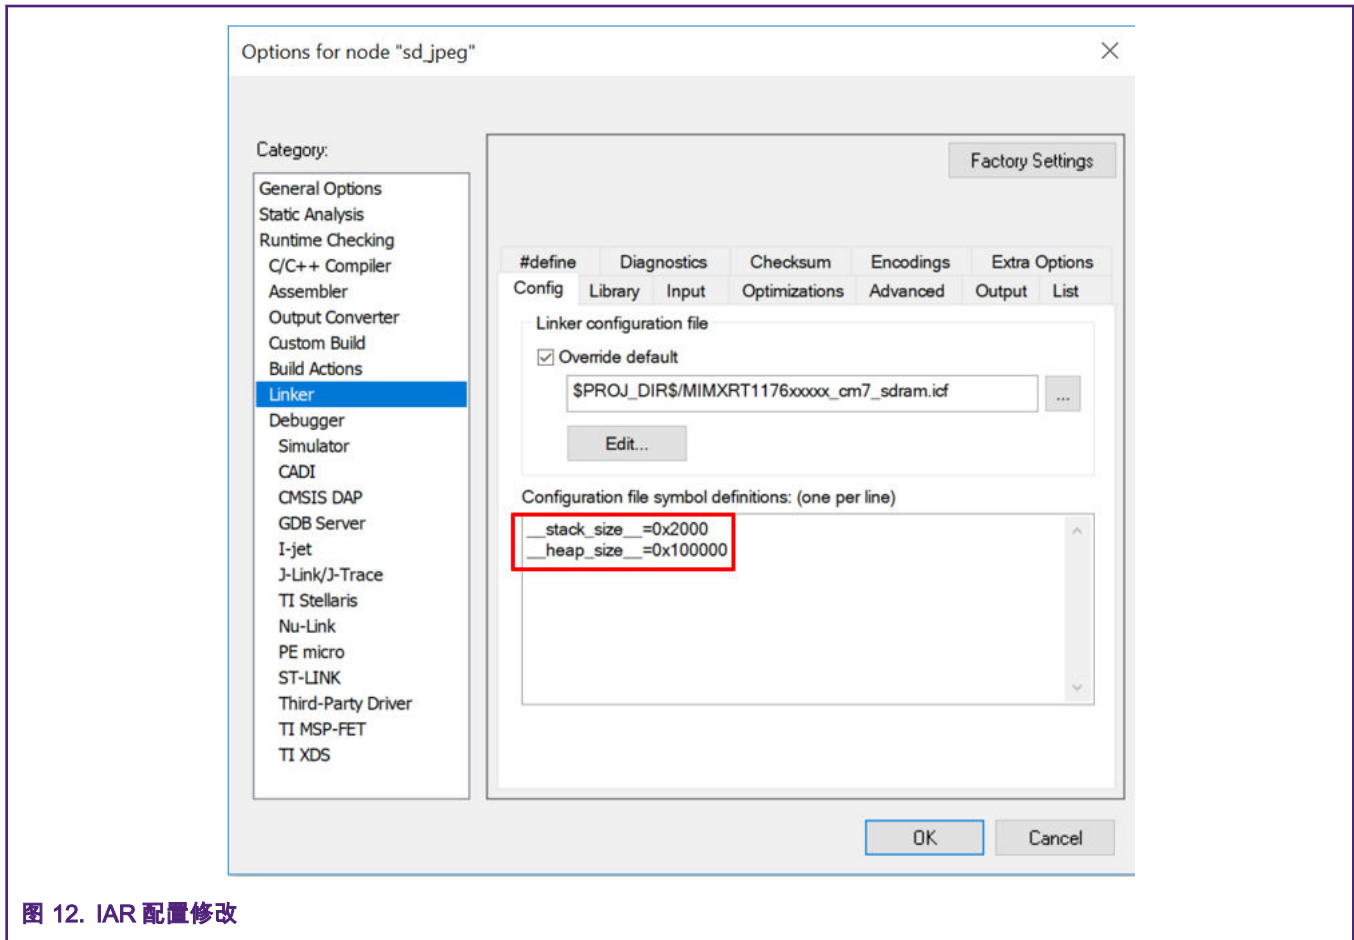 Options for node "sd_jpeg"
Category:
Factory Settings
General Options
Static Analysis
Runtime Checking
C/C++ Compiler
Assembler
Output Converter
Custom Build
Build Actions
Linker
Debugger
Simulator
CADI
CMSIS DAP
GDB Server
I-jet
J-Link/J-Trace
TI Stellaris
Nu-Link
PE micro
ST-LINK
Third-Party Driver
TI MSP-FET
TI XDS
#define Diagnostics Checksum Encodings Extra Options
Config Library Input Optimizations Advanced Output List
Linker configuration file
Override default
$PROJ_DIR$/MIMXRT1176xxxxx_cm7_sdram.icf
...
Edit...
Configuration file symbol definitions: (one per line)
__stack_size__=0x2000
__heap_size__=0x100000
OK Cancel
图 12. IAR 配置修改